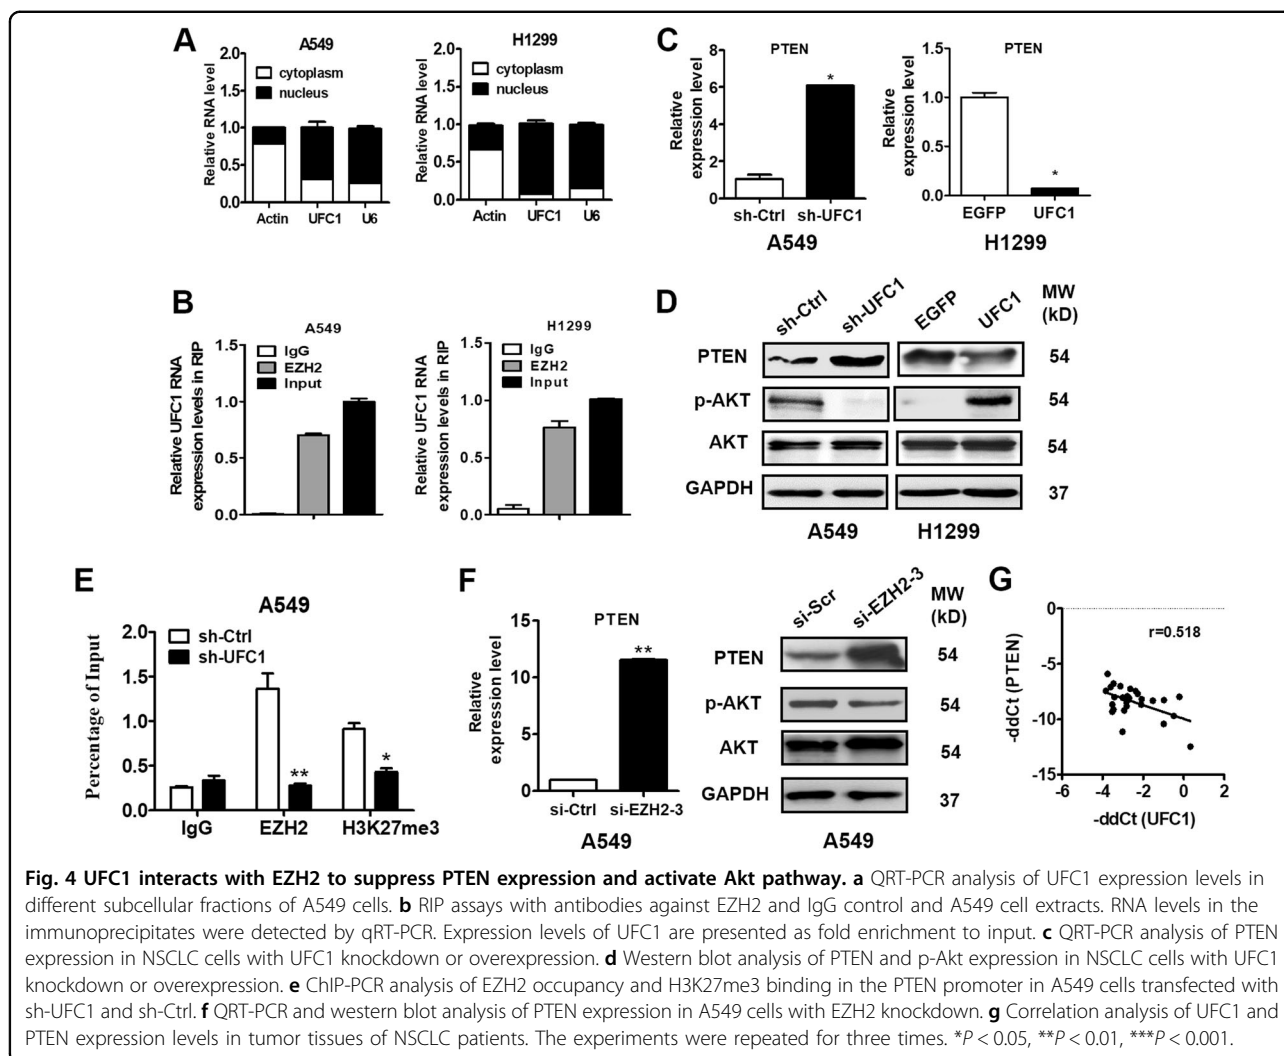 A
A549
Relative RNA level
2.0
1.5
1.0
0.5
0.0
cytoplasm
nucleus
Actin UFC1 U6
H1299
Relative RNA level
2.0
1.5
1.0
0.5
0.0
cytoplasm
nucleus
Actin UFC1 U6
C
PTEN
Relative
expression level
8
6
4
2
0
*
sh-Ctrl sh-UFC1
A549
PTEN
Relative
expression level
1.5
1.0
0.5
0.0
*
EGFP UFC1
H1299
B
A549
Relative UFC1 RNA
expression levels in RIP
1.5
1.0
0.5
0.0
IgG
EZH2
Input
H1299
Relative UFC1 RNA
expression levels in RIP
1.5
1.0
0.5
0.0
IgG
EZH2
Input
D
sh-Ctrl sh-UFC1 EGFP UFC1
MW
(kD)
PTEN 54
p-AKT 54
AKT 54
GAPDH 37
A549 H1299
E
A549
Percentage of Input
2.0
1.5
1.0
0.5
0.0
sh-Ctrl
sh-UFC1
**
*
IgG EZH2 H3K27me3
F
PTEN
Relative
expression level
15
10
5
0
**
si-Ctrl si-EZH2-3
A549
si-Scr si-EZH2-3
MW
(kD)
PTEN 54
p-AKT 54
AKT 54
GAPDH 37
A549
G
-ddCt (PTEN)
0
-5
-10
-15
r=0.518
-6 -4 -2 0 2
-ddCt (UFC1)
Fig. 4 UFC1 interacts with EZH2 to suppress PTEN expression and activate Akt pathway. a QRT-PCR analysis of UFC1 expression levels in
different subcellular fractions of A549 cells. b RIP assays with antibodies against EZH2 and IgG control and A549 cell extracts. RNA levels in the
immunoprecipitates were detected by qRT-PCR. Expression levels of UFC1 are presented as fold enrichment to input. c QRT-PCR analysis of PTEN
expression in NSCLC cells with UFC1 knockdown or overexpression. d Western blot analysis of PTEN and p-Akt expression in NSCLC cells with UFC1
knockdown or overexpression. e ChIP-PCR analysis of EZH2 occupancy and H3K27me3 binding in the PTEN promoter in A549 cells transfected with
sh-UFC1 and sh-Ctrl. f QRT-PCR and western blot analysis of PTEN expression in A549 cells with EZH2 knockdown. g Correlation analysis of UFC1 and
PTEN expression levels in tumor tissues of NSCLC patients. The experiments were repeated for three times. *P < 0.05, **P < 0.01, ***P < 0.001.